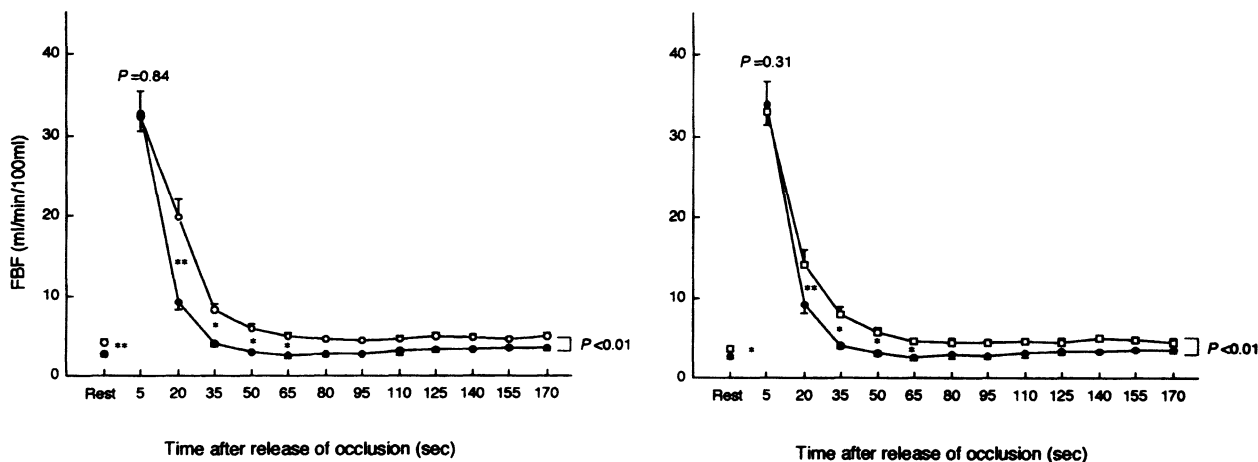 40
P=0.84
30
20
10
0
FBF (ml/min/100ml)
**
**
*
*
*
P<0.01
Rest 5 20 35 50 65 80 95 110 125 140 155 170
Time after release of occlusion (sec)
40
P=0.31
30
20
10
0
*
**
*
*
*
P<0.01
Rest 5 20 35 50 65 80 95 110 125 140 155 170
Time after release of occlusion (sec)